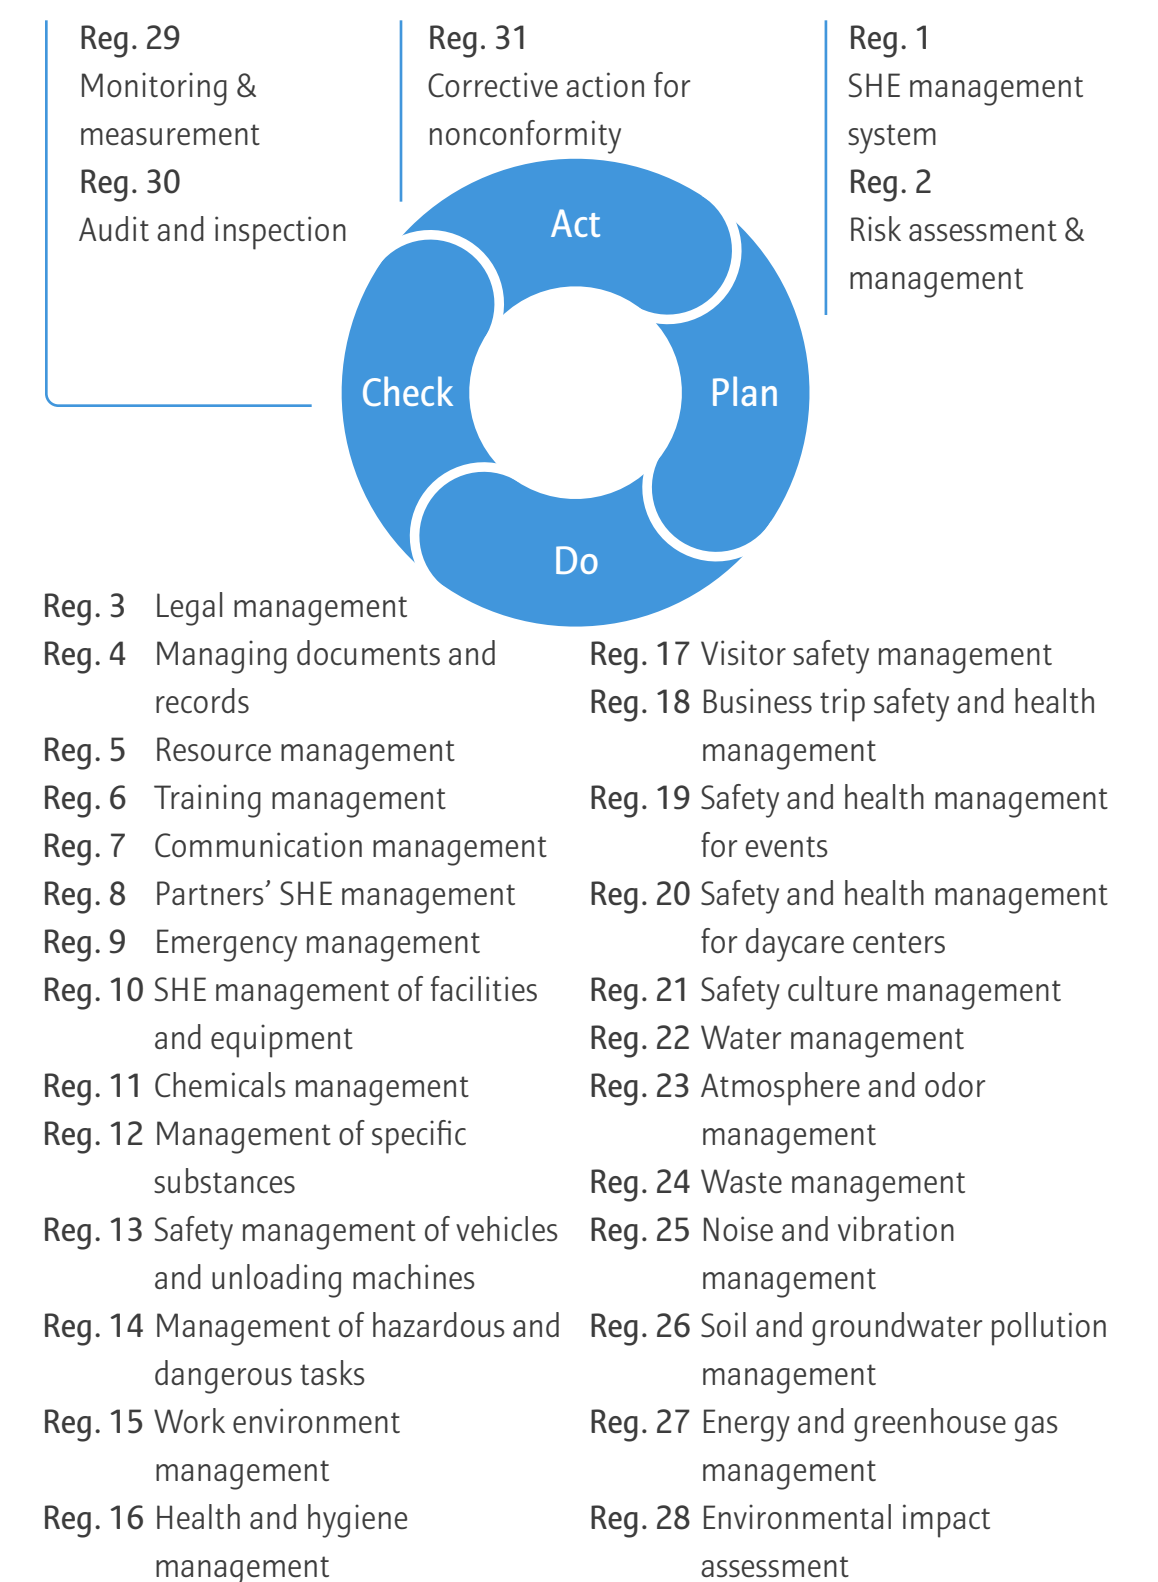 Reg. 29
Monitoring &
measurement
Reg. 30
Audit and inspection
Reg. 31
Corrective action for
nonconformity
Reg. 1
SHE management
system
Reg. 2
Risk assessment &
management
Act
Check
Plan
Do
Reg. 3 Legal management
Reg. 4 Managing documents and
records
Reg. 5 Resource management
Reg. 6 Training management
Reg. 7 Communication management
Reg. 8 Partners’ SHE management
Reg. 9 Emergency management
Reg. 10 SHE management of facilities
and equipment
Reg. 11 Chemicals management
Reg. 12 Management of specific
substances
Reg. 13 Safety management of vehicles
and unloading machines
Reg. 14 Management of hazardous and
dangerous tasks
Reg. 15 Work environment
management
Reg. 16 Health and hygiene
management
Reg. 17 Visitor safety management
Reg. 18 Business trip safety and health
management
Reg. 19 Safety and health management
for events
Reg. 20 Safety and health management
for daycare centers
Reg. 21 Safety culture management
Reg. 22 Water management
Reg. 23 Atmosphere and odor
management
Reg. 24 Waste management
Reg. 25 Noise and vibration
management
Reg. 26 Soil and groundwater pollution
management
Reg. 27 Energy and greenhouse gas
management
Reg. 28 Environmental impact
assessment